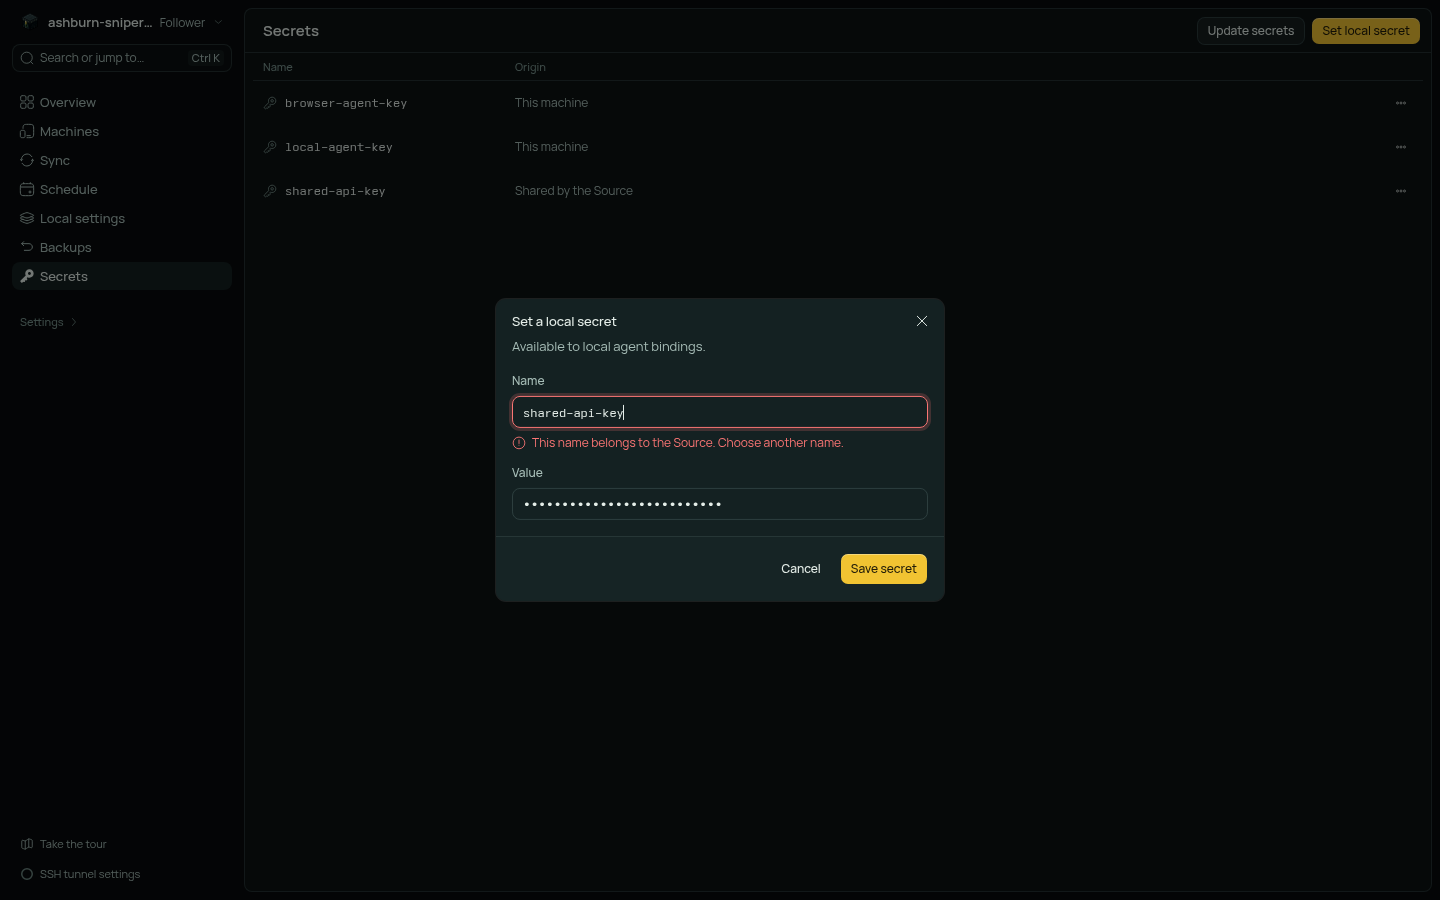 ashburn-sniper... Follower
Search or jump to... Ctrl K
Overview
Machines
Sync
Schedule
Local settings
Backups
Secrets
Settings
Take the tour
SSH tunnel settings
Secrets
Update secrets
Set local secret
Name Origin
browser-agent-key This machine
local-agent-key This machine
shared-api-key Shared by the Source
Set a local secret
Available to local agent bindings.
Name
shared-api-key
This name belongs to the Source. Choose another name.
Value
••••••••••••••••••••••••••
Cancel
Save secret